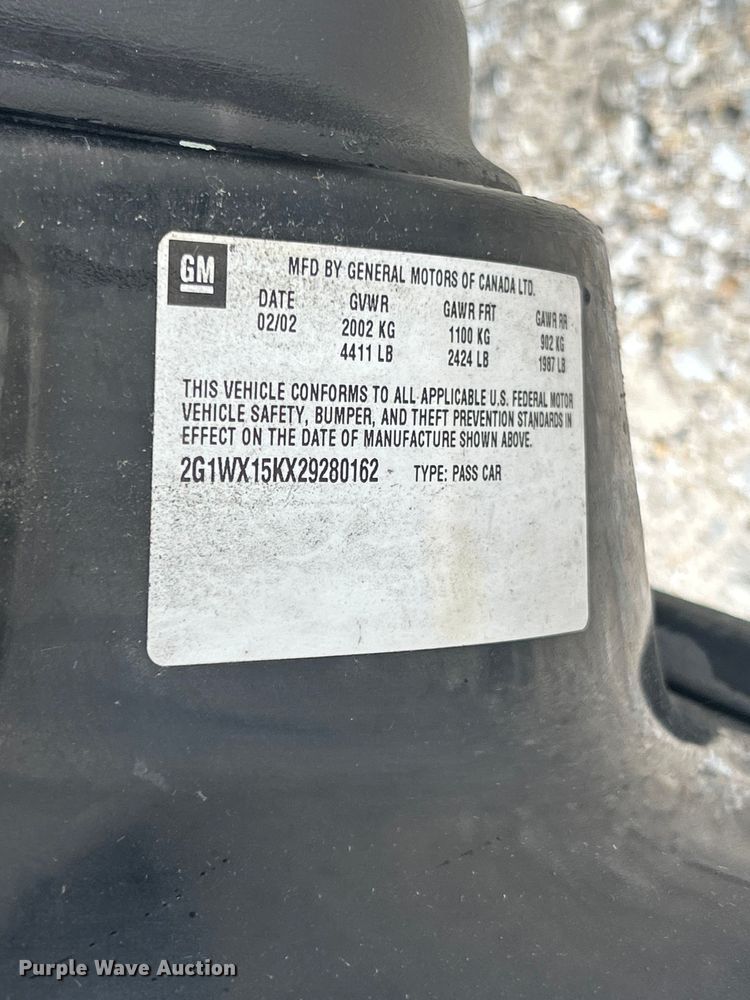 GM
MFD BY GENERAL MOTORS OF CANADA LTD.
DATE GVWR GAWR FRT GAWR RR
02/02 2002 KG 1100 KG 902 KG
4411 LB 2424 LB 1987 LB
THIS VEHICLE CONFORMS TO ALL APPLICABLE U.S. FEDERAL MOTOR
VEHICLE SAFETY, BUMPER, AND THEFT PREVENTION STANDARDS IN
EFFECT ON THE DATE OF MANUFACTURE SHOWN ABOVE.
2G1WX15KX29280162 TYPE: PASS CAR
Purple Wave Auction